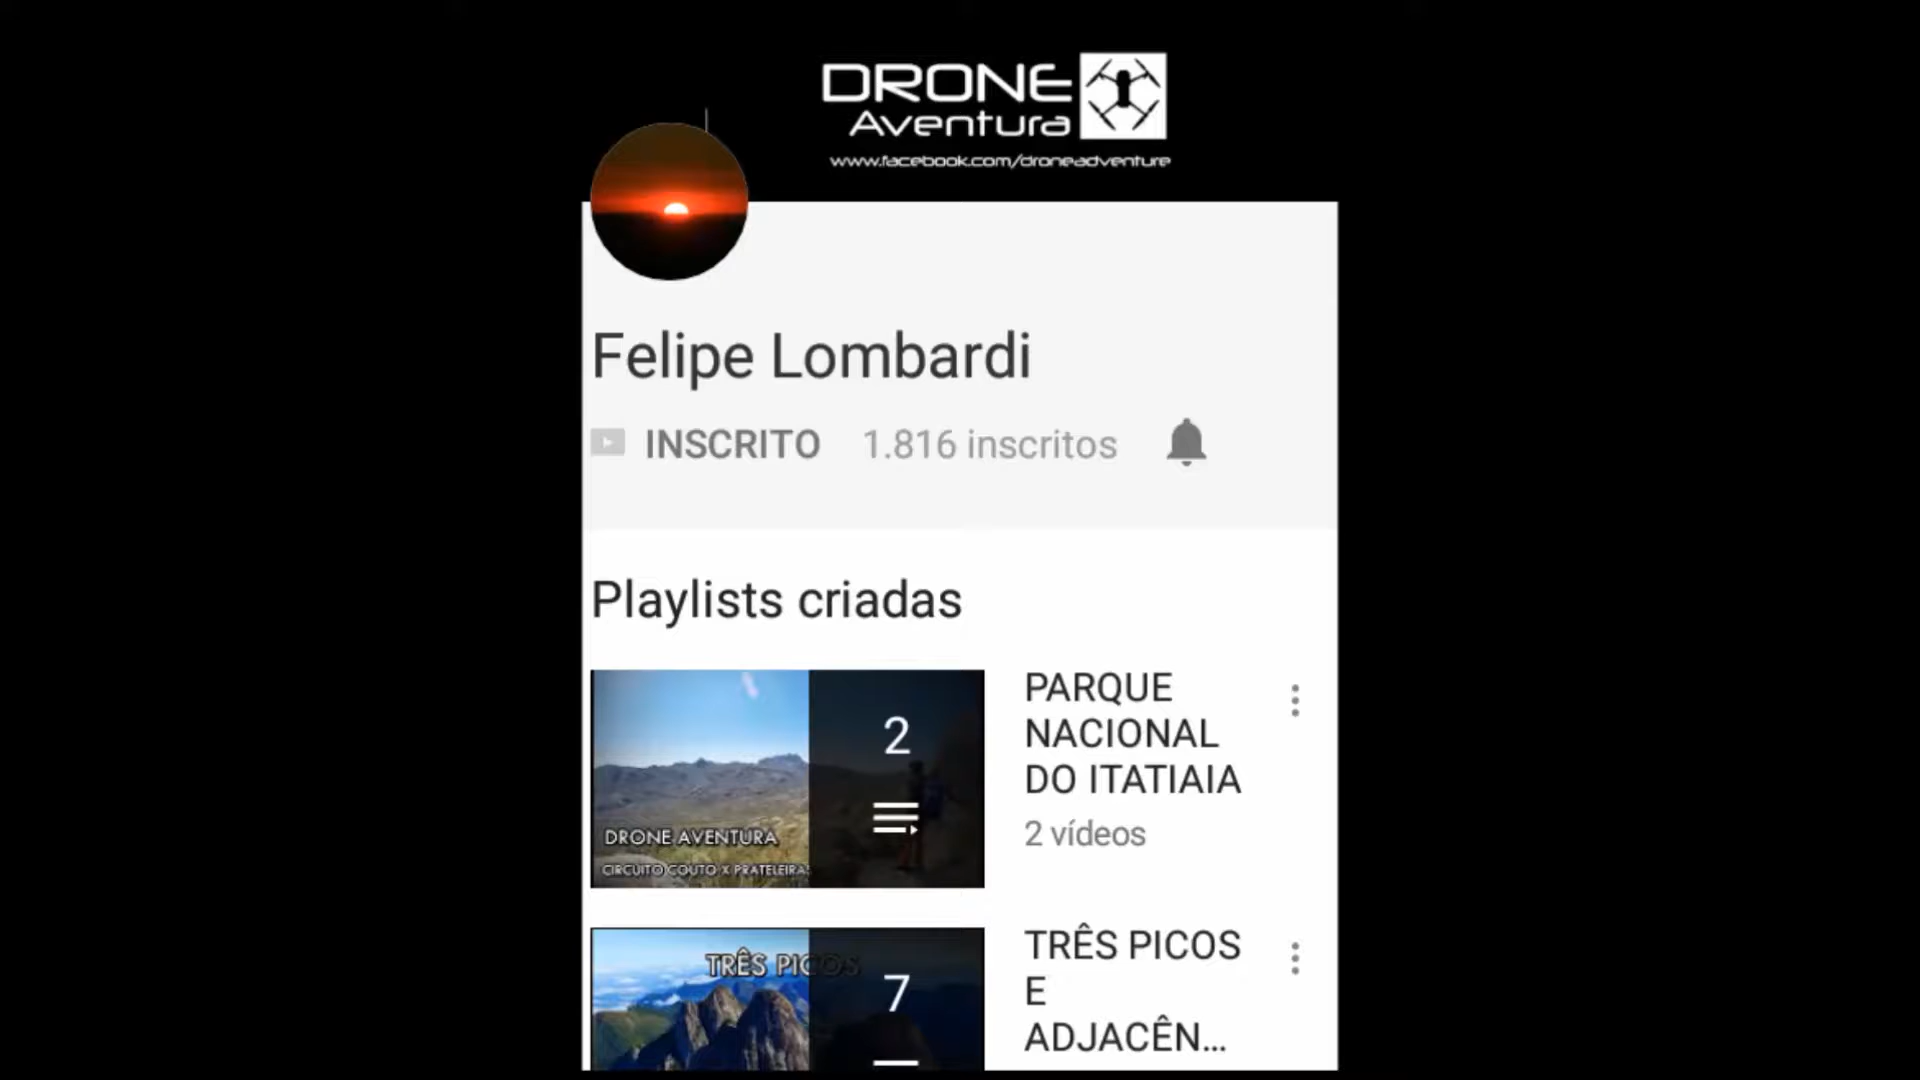 DRONE
Aventura
www.facebook.com/droneadventure
Felipe Lombardi
INSCRITO 1.816 inscritos
Playlists criadas
2
DRONE AVENTURA
CIRCUITO COUTO X PRATELEIRAS
PARQUE
NACIONAL
DO ITATIAIA
2 vídeos
TRÊS PICOS
7
TRÊS PICOS
E
ADJACÊN...